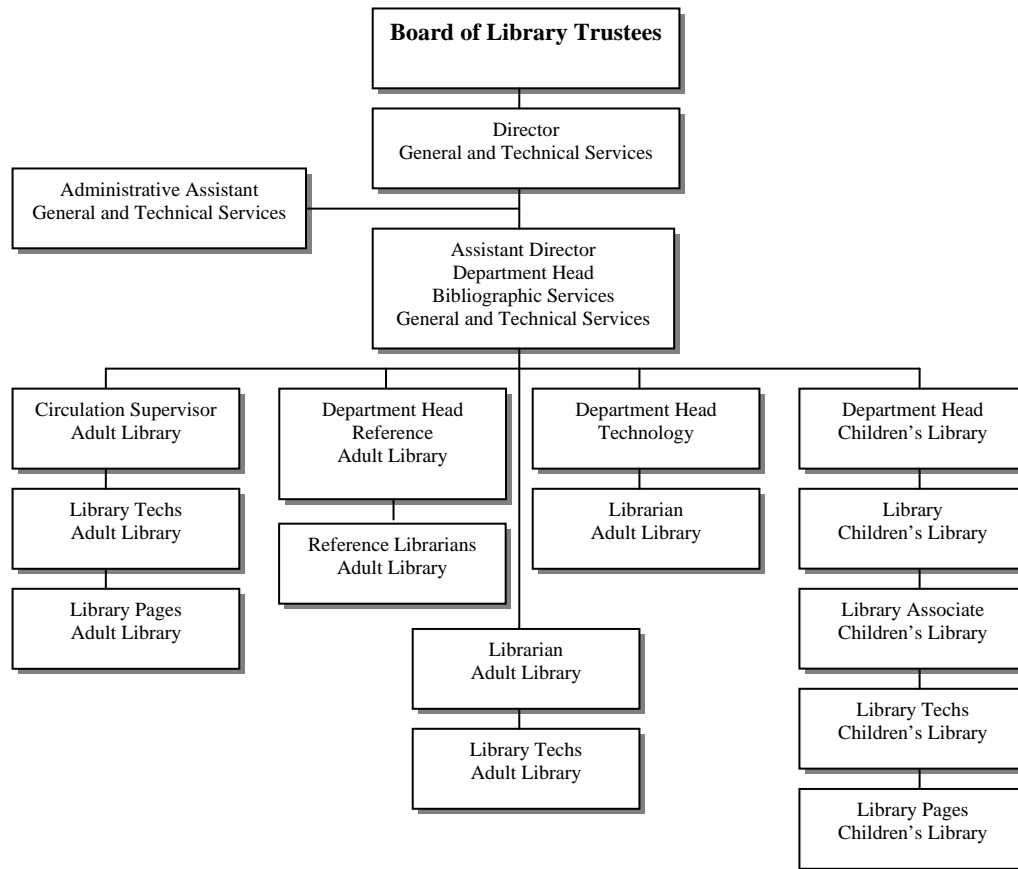 Board of Library Trustees
Director
General and Technical Services
Administrative Assistant
General and Technical Services
Assistant Director
Department Head
Bibliographic Services
General and Technical Services
Circulation Supervisor
Adult Library
Library Techs
Adult Library
Library Pages
Adult Library
Department Head
Reference
Adult Library
Reference Librarians
Adult Library
Librarian
Adult Library
Library Techs
Adult Library
Department Head
Technology
Librarian
Adult Library
Department Head
Children’s Library
Library
Children’s Library
Library Associate
Children’s Library
Library Techs
Children’s Library
Library Pages
Children’s Library